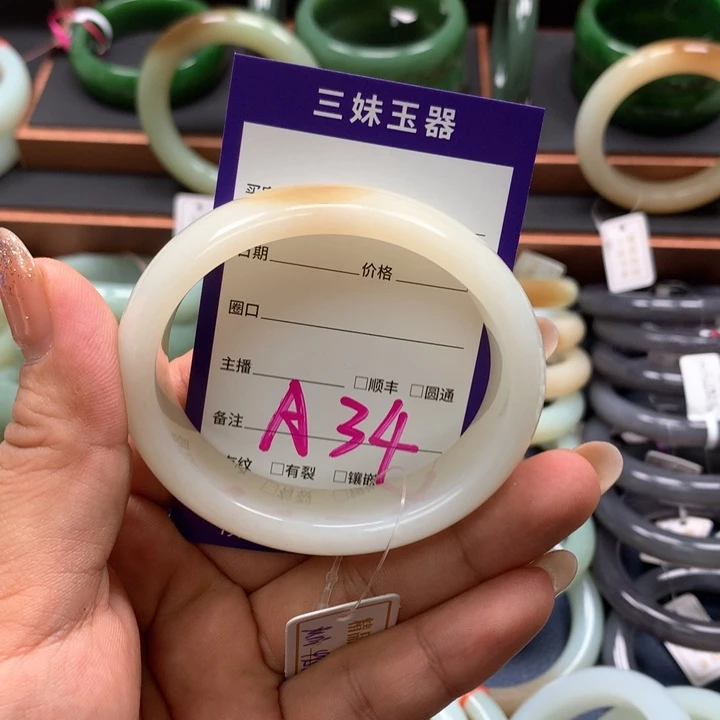 三妹玉器
日期 价格
圈口
主播 □顺丰 □圆通
备注 A34
纹 □有裂 □镶嵌